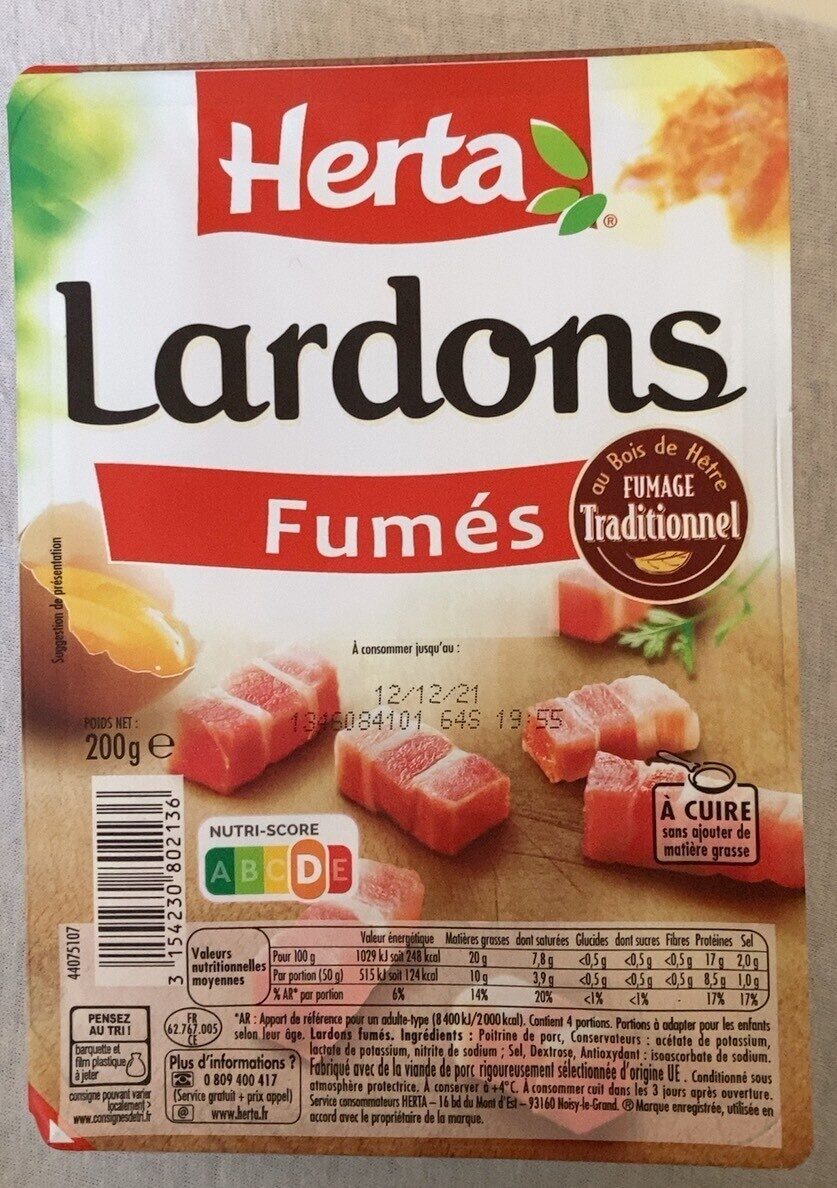 Herta
®
Lardons
Fumés
au Bois de Hêtre
FUMAGE
Traditionnel
Suggestion de présentation
À consommer jusqu'au :
12/12/21
1346084101 64S 19:55
POIDS NET :
200g e
À CUIRE
sans ajouter de
matière grasse
NUTRI-SCORE
A B C D E
3 154230 802136
44075107
Valeurs nutritionnelles moyennes
Valeur énergétique Matières grasses dont saturées Glucides dont sucres Fibres Protéines Sel
Pour 100 g 1029 kJ soit 248 kcal 20 g 7,8 g <0,5 g <0,5 g <0,5 g 17 g 2,0 g
Par portion (50 g) 515 kJ soit 124 kcal 10 g 3,9 g <0,5 g <0,5 g <0,5 g 8,5 g 1,0 g
% AR* par portion 6% 14% 20% <1% <1% - 17% 17%
PENSEZ
AU TRI !
barquette et
film plastique
à jeter
consigne pouvant varier
localement >
www.consignesdetri.fr
FR
62.767.005
CE
Plus d'informations ?
0 809 400 417
(Service gratuit + prix appel)
@ www.herta.fr
*AR : Apport de référence pour un adulte-type (8400 kJ/2000 kcal). Contient 4 portions. Portions à adapter pour les enfants
selon leur âge. Lardons fumés. Ingrédients : Poitrine de porc, Conservateurs : acétate de potassium,
lactate de potassium, nitrite de sodium ; Sel, Dextrose, Antioxydant : isoascorbate de sodium.
Fabriqué avec de la viande de porc rigoureusement sélectionnée d'origine UE. Conditionné sous
atmosphère protectrice. À conserver à +4°C. À consommer cuit dans les 3 jours après ouverture.
Service consommateurs HERTA – 16 bd du Mont d'Est – 93160 Noisy-le-Grand. ® Marque enregistrée, utilisée en
accord avec le propriétaire de la marque.